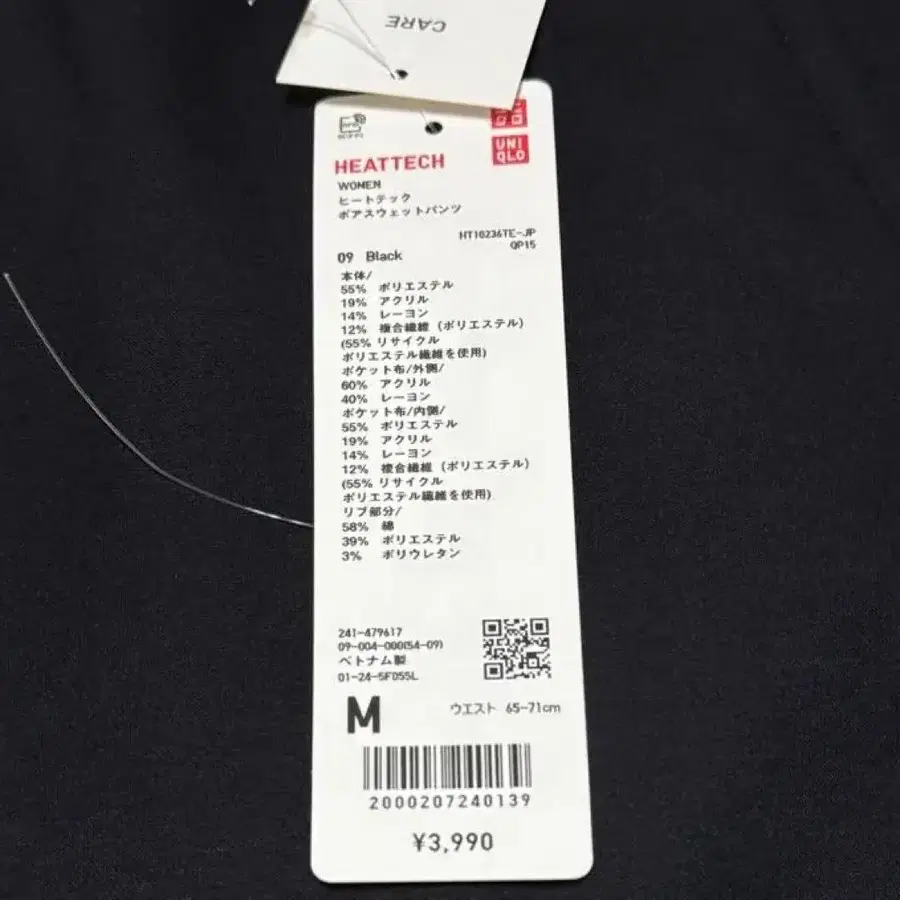 CARE
UNI
QLO
HEATTECH
WOMEN
ヒートテック
ボアスウェットパンツ
HT10236TE-JP
QP15
09 Black
本体/
55% ポリエステル
19% アクリル
14% レーヨン
12% 複合繊維（ポリエステル）
(55% リサイクル
ポリエステル繊維を使用)
ポケット布/外側/
60% アクリル
40% レーヨン
ポケット布/内側/
55% ポリエステル
19% アクリル
14% レーヨン
12% 複合繊維（ポリエステル）
(55% リサイクル
ポリエステル繊維を使用)
リブ部分/
58% 綿
39% ポリエステル
3% ポリウレタン
241-479617
09-004-000(54-09)
ベトナム製
01-24-5F055L
M ウエスト 65-71cm
2000207240139
¥3,990